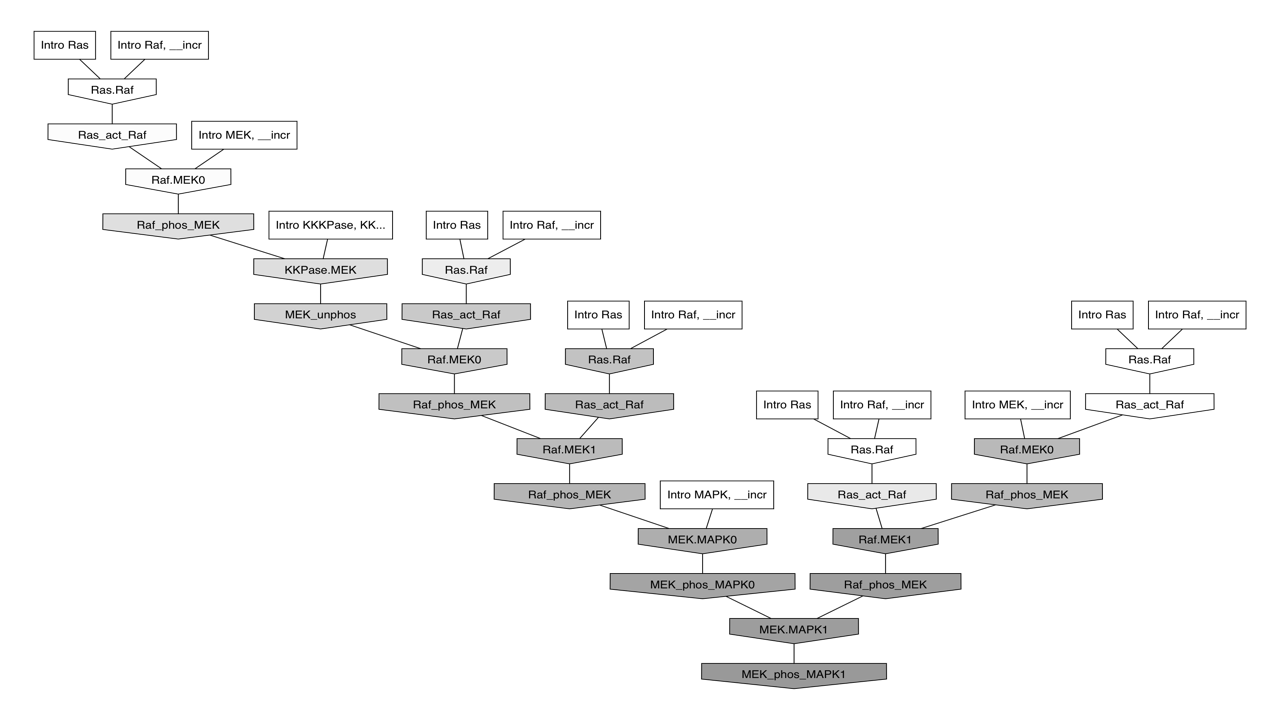 Intro Ras
Intro Raf, __incr
Ras.Raf
Ras_act_Raf
Intro MEK, __incr
Raf.MEK0
Raf_phos_MEK
Intro KKKPase, KK...
Intro Ras
Intro Raf, __incr
KKPase.MEK
Ras.Raf
MEK_unphos
Ras_act_Raf
Intro Ras
Intro Raf, __incr
Intro Ras
Intro Raf, __incr
Raf.MEK0
Ras.Raf
Ras.Raf
Raf_phos_MEK
Ras_act_Raf
Intro Ras
Intro Raf, __incr
Intro MEK, __incr
Ras_act_Raf
Raf.MEK1
Ras.Raf
Raf.MEK0
Raf_phos_MEK
Intro MAPK, __incr
Ras_act_Raf
Raf_phos_MEK
MEK.MAPK0
Raf.MEK1
MEK_phos_MAPK0
Raf_phos_MEK
MEK.MAPK1
MEK_phos_MAPK1